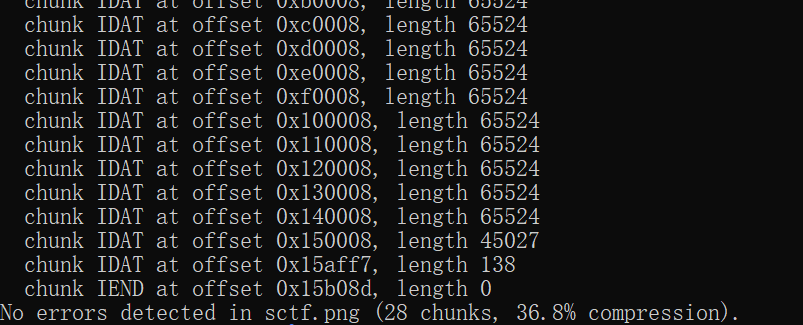 chunk IDAT at offset 0xb0008, length 65524
chunk IDAT at offset 0xc0008, length 65524
chunk IDAT at offset 0xd0008, length 65524
chunk IDAT at offset 0xe0008, length 65524
chunk IDAT at offset 0xf0008, length 65524
chunk IDAT at offset 0x100008, length 65524
chunk IDAT at offset 0x110008, length 65524
chunk IDAT at offset 0x120008, length 65524
chunk IDAT at offset 0x130008, length 65524
chunk IDAT at offset 0x140008, length 65524
chunk IDAT at offset 0x150008, length 45027
chunk IDAT at offset 0x15aff7, length 138
chunk IEND at offset 0x15b08d, length 0
No errors detected in sctf.png (28 chunks, 36.8% compression).